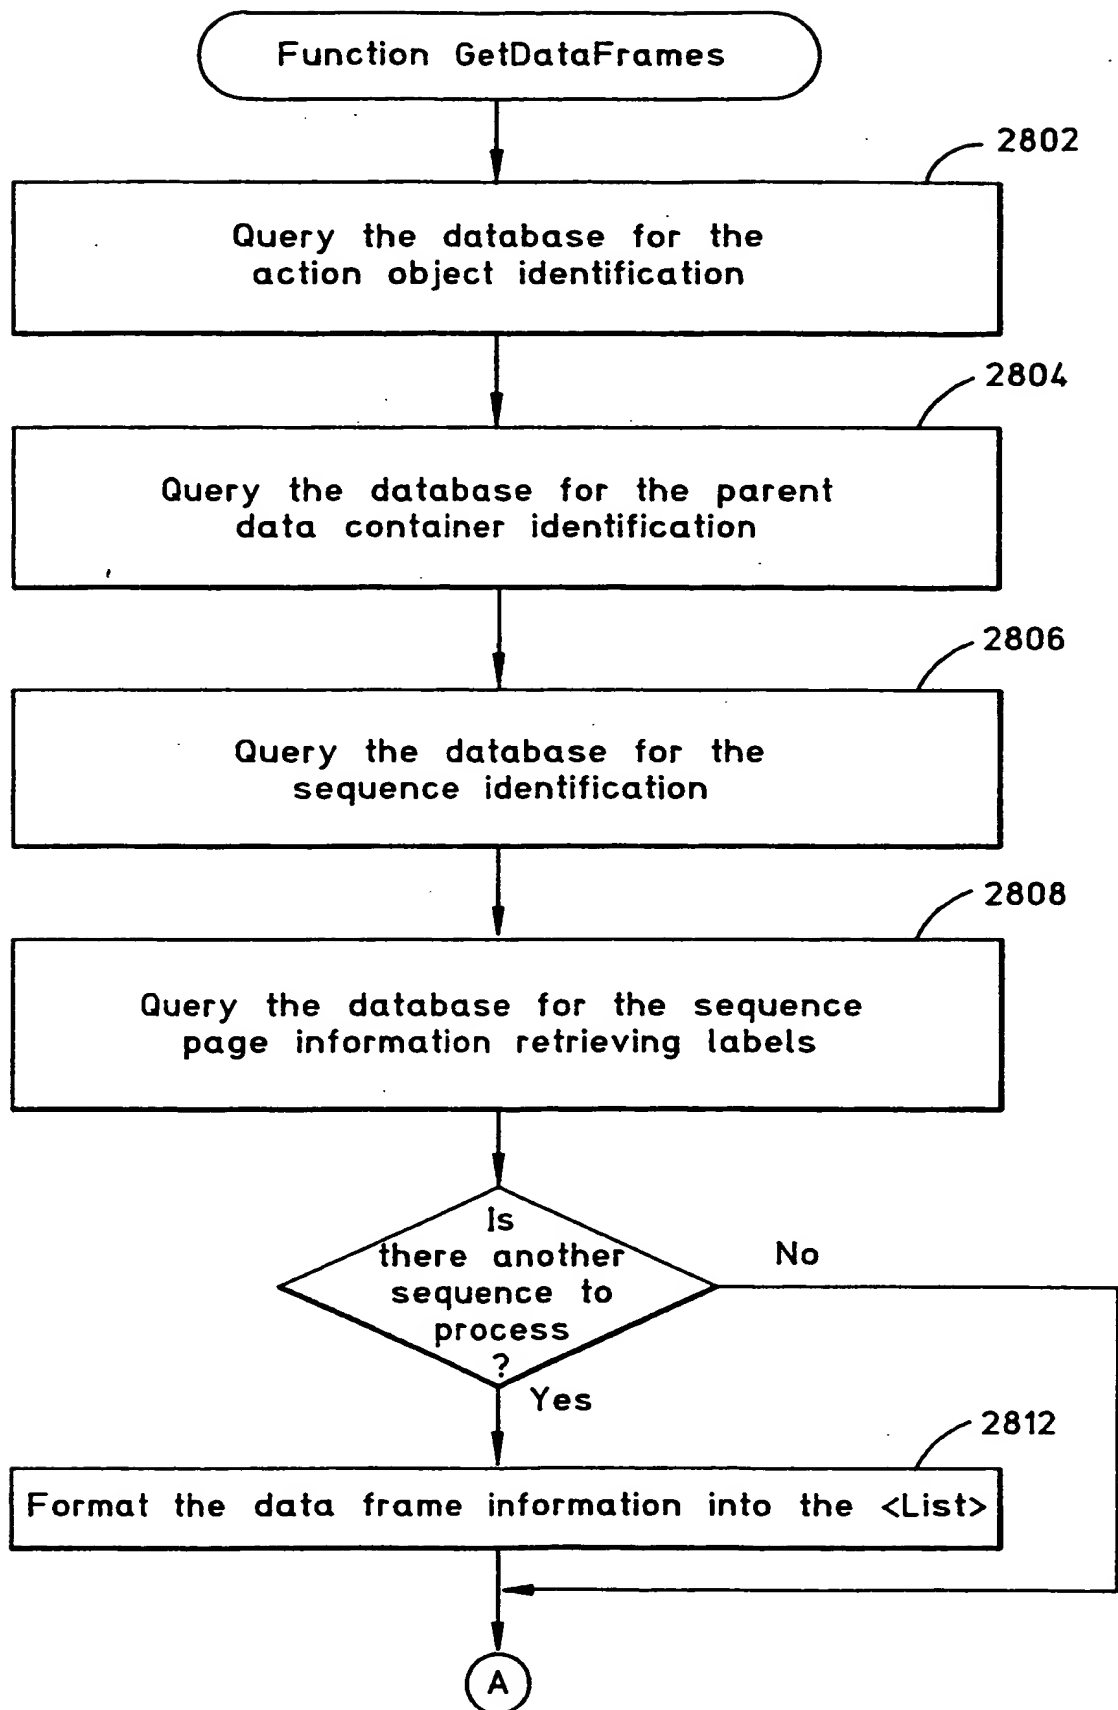 Function GetDataFrames
2802
Query the database for the
action object identification
2804
Query the database for the parent
data container identification
2806
Query the database for the
sequence identification
2808
Query the database for the sequence
page information retrieving labels
Is
there another
sequence to
process
?
No
Yes
2812
Format the data frame information into the <List>
A